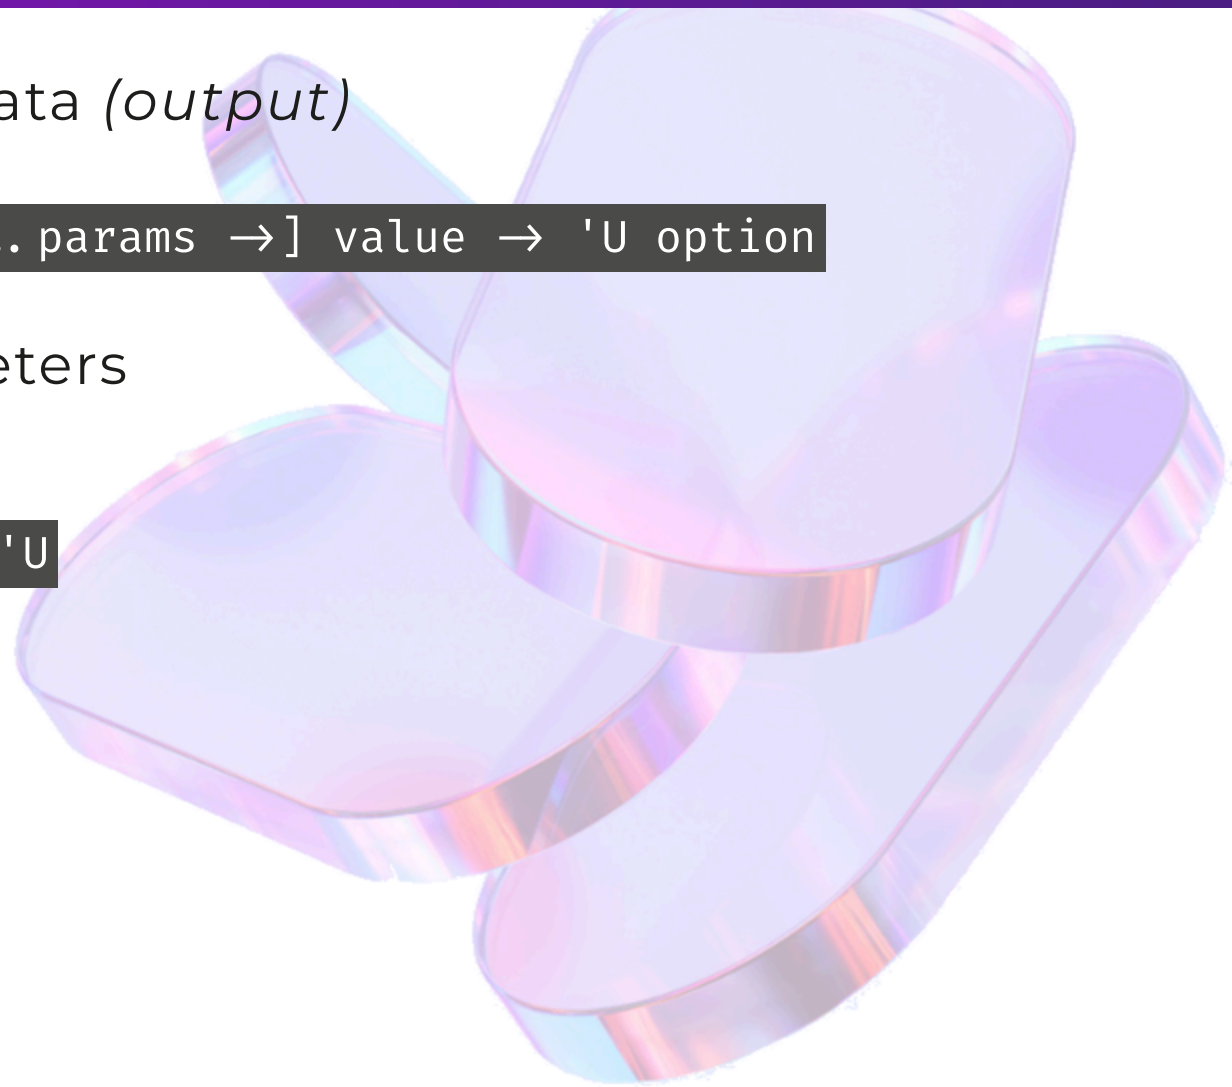 ata (output)
. params →] value → 'U option
eters
'U